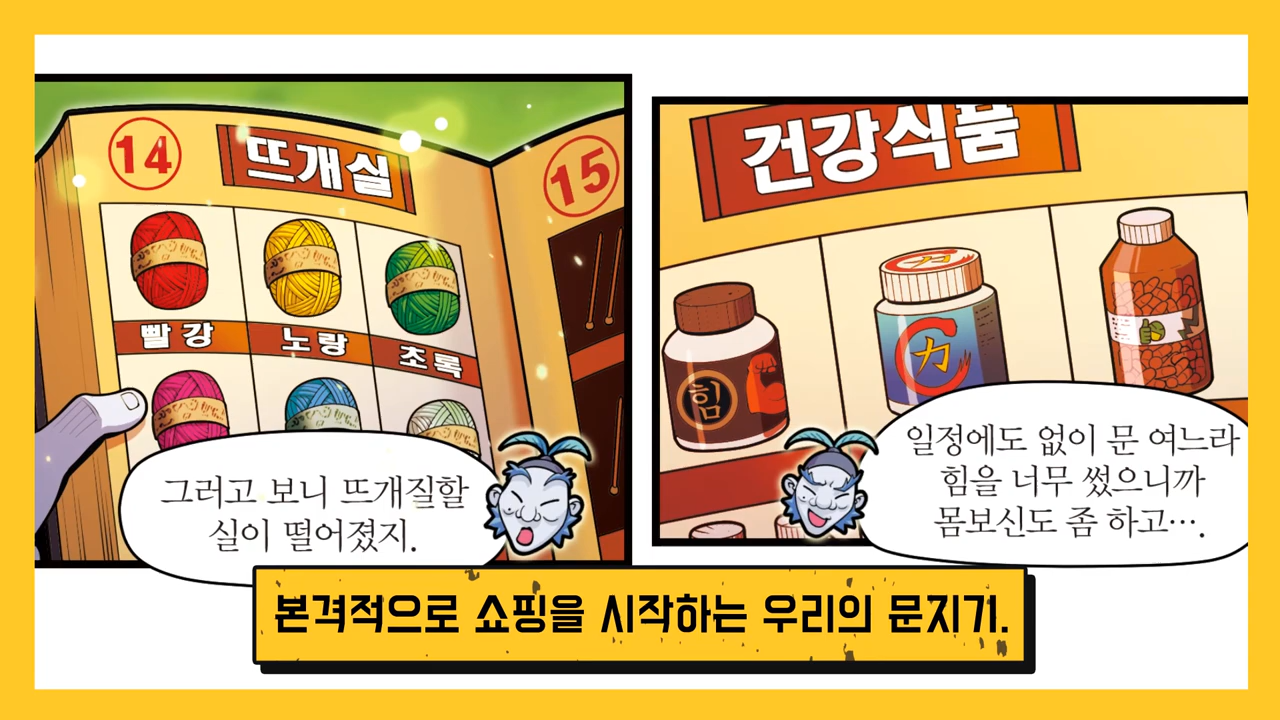 14
뜨개실
15
빨강
노랑
초록
그러고 보니 뜨개질할
실이 떨어졌지.
건강식품
힘
力
일정에도 없이 문 여느라
힘을 너무 썼으니까
몸보신도 좀 하고….
본격적으로 쇼핑을 시작하는 우리의 문지기.